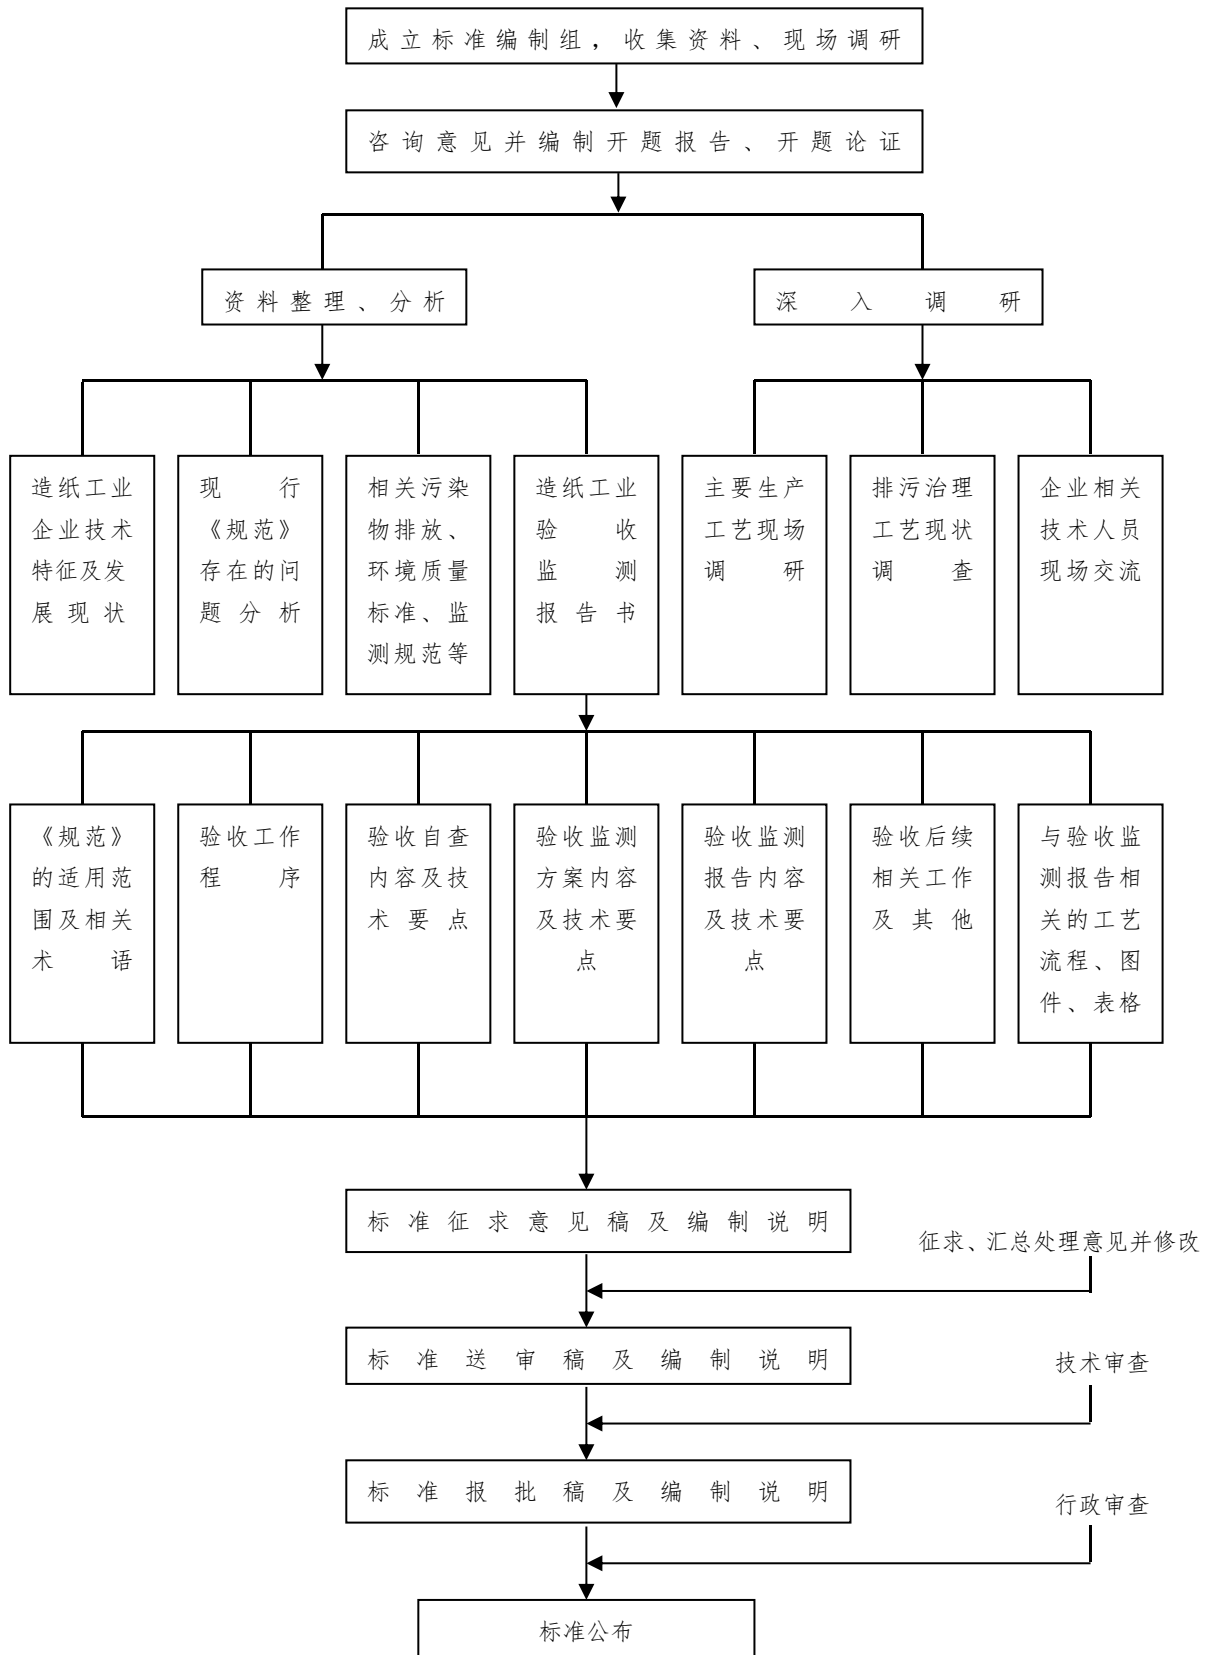 成立标准编制组，收集资料、现场调研
咨询意见并编制开题报告、开题论证
资料整理、分析
深入调研
造纸工业
企业技术
特征及发
展现状
现行
《规范》
存在的问
题分析
相关污染
物排放、
环境质量
标准、监
测规范等
造纸工业
验收
监测
报告书
主要生产
工艺现场
调研
排污治理
工艺现状
调查
企业相关
技术人员
现场交流
《规范》
的适用范
围及相关
术语
验收工作
程序
验收自查
内容及技
术要点
验收监测
方案内容
及技术要
点
验收监测
报告内容
及技术要
点
验收后续
相关工作
及其他
与验收监
测报告相
关的工艺
流程、图
件、表格
标准征求意见稿及编制说明
征求、汇总处理意见并修改
标准送审稿及编制说明
技术审查
标准报批稿及编制说明
行政审查
标准公布